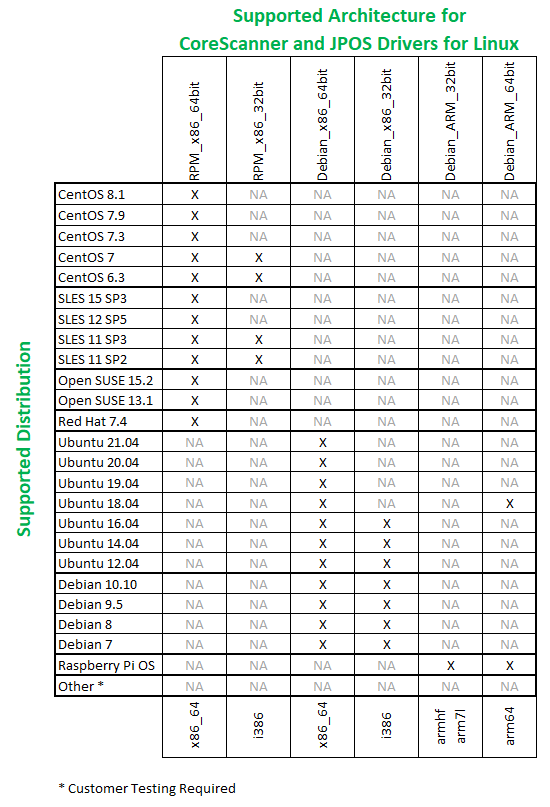 Supported Architecture for
CoreScanner and JPOS Drivers for Linux
RPM_x86_64bit RPM_x86_32bit Debian_x86_64bit Debian_x86_32bit Debian_ARM_32bit Debian_ARM_64bit
Supported Distribution
CentOS 8.1 X NA NA NA NA NA
CentOS 7.9 X NA NA NA NA NA
CentOS 7.3 X NA NA NA NA NA
CentOS 7 X X NA NA NA NA
CentOS 6.3 X X NA NA NA NA
SLES 15 SP3 X NA NA NA NA NA
SLES 12 SP5 X NA NA NA NA NA
SLES 11 SP3 X X NA NA NA NA
SLES 11 SP2 X X NA NA NA NA
Open SUSE 15.2 X NA NA NA NA NA
Open SUSE 13.1 X NA NA NA NA NA
Red Hat 7.4 X NA NA NA NA NA
Ubuntu 21.04 NA NA X NA NA NA
Ubuntu 20.04 NA NA X NA NA NA
Ubuntu 19.04 NA NA X NA NA NA
Ubuntu 18.04 NA NA X NA NA X
Ubuntu 16.04 NA NA X X NA NA
Ubuntu 14.04 NA NA X X NA NA
Ubuntu 12.04 NA NA X X NA NA
Debian 10.10 NA NA X X NA NA
Debian 9.5 NA NA X X NA NA
Debian 8 NA NA X X NA NA
Debian 7 NA NA X X NA NA
Raspberry Pi OS NA NA NA NA X X
Other * NA NA NA NA NA NA
x86_64 i386 x86_64 i386 armhf arm7l arm64
* Customer Testing Required